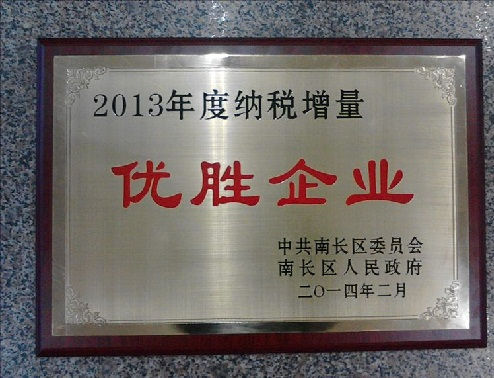 2013年度纳税增量
优胜企业
中共南长区委员会
南长区人民政府
二〇一四年二月